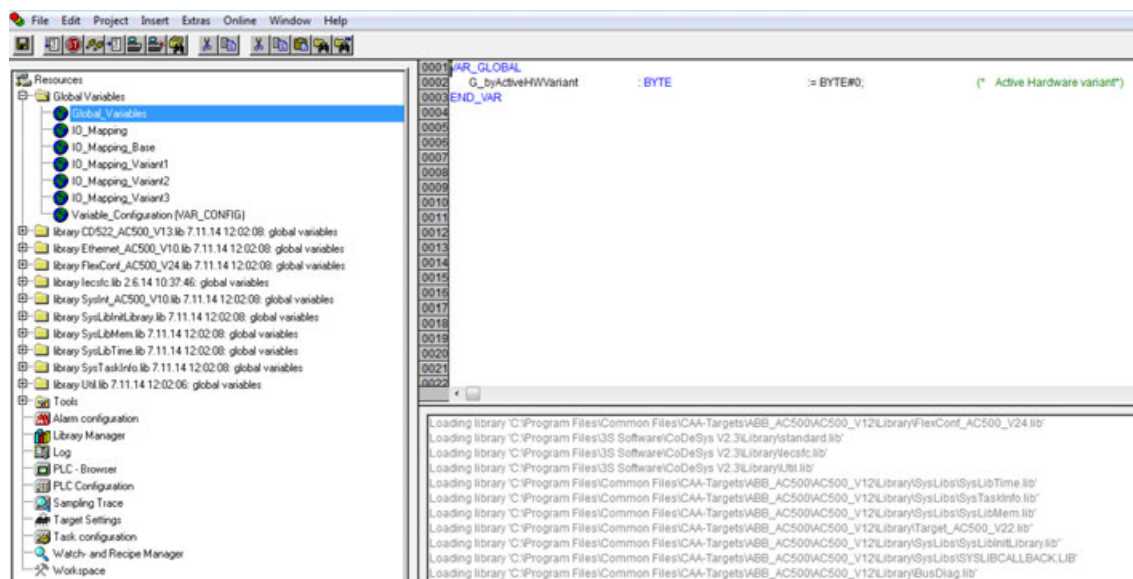 File Edit Project Insert Extras Online Window Help
Resources
Global Variables
Global_Variables
IO_Mapping
IO_Mapping_Base
IO_Mapping_Variant1
IO_Mapping_Variant2
IO_Mapping_Variant3
Variable_Configuration (VAR_CONFIG)
library CD522_AC500_V13.lib 7.11.14 12:02:08: global variables
library Ethernet_AC500_V10.lib 7.11.14 12:02:08: global variables
library FlexConf_AC500_V24.lib 7.11.14 12:02:08: global variables
library Iecsfc.lib 2.6.14 10:37:46: global variables
library SysInt_AC500_V10.lib 7.11.14 12:02:08: global variables
library SysLibInitLibrary.lib 7.11.14 12:02:08: global variables
library SysLibMem.lib 7.11.14 12:02:08: global variables
library SysLibTime.lib 7.11.14 12:02:08: global variables
library SysTaskInfo.lib 7.11.14 12:02:08: global variables
library Util.lib 7.11.14 12:02:06: global variables
Tools
Alarm configuration
Library Manager
Log
PLC - Browser
PLC Configuration
Sampling Trace
Target Settings
Task configuration
Watch- and Recipe Manager
Workspace
0001 VAR_GLOBAL
0002 G_byActiveHWVariant : BYTE := BYTE#0; (* Active Hardware variant*)
0003 END_VAR
0004
0005
0006
0007
0008
0009
0010
0011
0012
0013
0014
0015
0016
0017
0018
0019
0020
0021
0022
Loading library 'C:\Program Files\Common Files\CAA-Targets\ABB_AC500\AC500_V12\Library\FlexConf_AC500_V24.lib'
Loading library 'C:\Program Files\3S Software\CoDeSys V2.3\Library\standard.lib'
Loading library 'C:\Program Files\3S Software\CoDeSys V2.3\Library\Iecsfc.lib'
Loading library 'C:\Program Files\3S Software\CoDeSys V2.3\Library\Util.lib'
Loading library 'C:\Program Files\Common Files\CAA-Targets\ABB_AC500\AC500_V12\Library\SysLibs\SysLibTime.lib'
Loading library 'C:\Program Files\Common Files\CAA-Targets\ABB_AC500\AC500_V12\Library\SysLibs\SysTaskInfo.lib'
Loading library 'C:\Program Files\Common Files\CAA-Targets\ABB_AC500\AC500_V12\Library\SysLibs\SysLibMem.lib'
Loading library 'C:\Program Files\Common Files\CAA-Targets\ABB_AC500\AC500_V12\Library\Target_AC500_V22.lib'
Loading library 'C:\Program Files\Common Files\CAA-Targets\ABB_AC500\AC500_V12\Library\SysLibs\SysLibInitLibrary.lib'
Loading library 'C:\Program Files\Common Files\CAA-Targets\ABB_AC500\AC500_V12\Library\SysLibs\SYSLIBCALLBACK.LIB'
Loading library 'C:\Program Files\Common Files\CAA-Targets\ABB_AC500\AC500_V12\Library\BusDiag.lib'